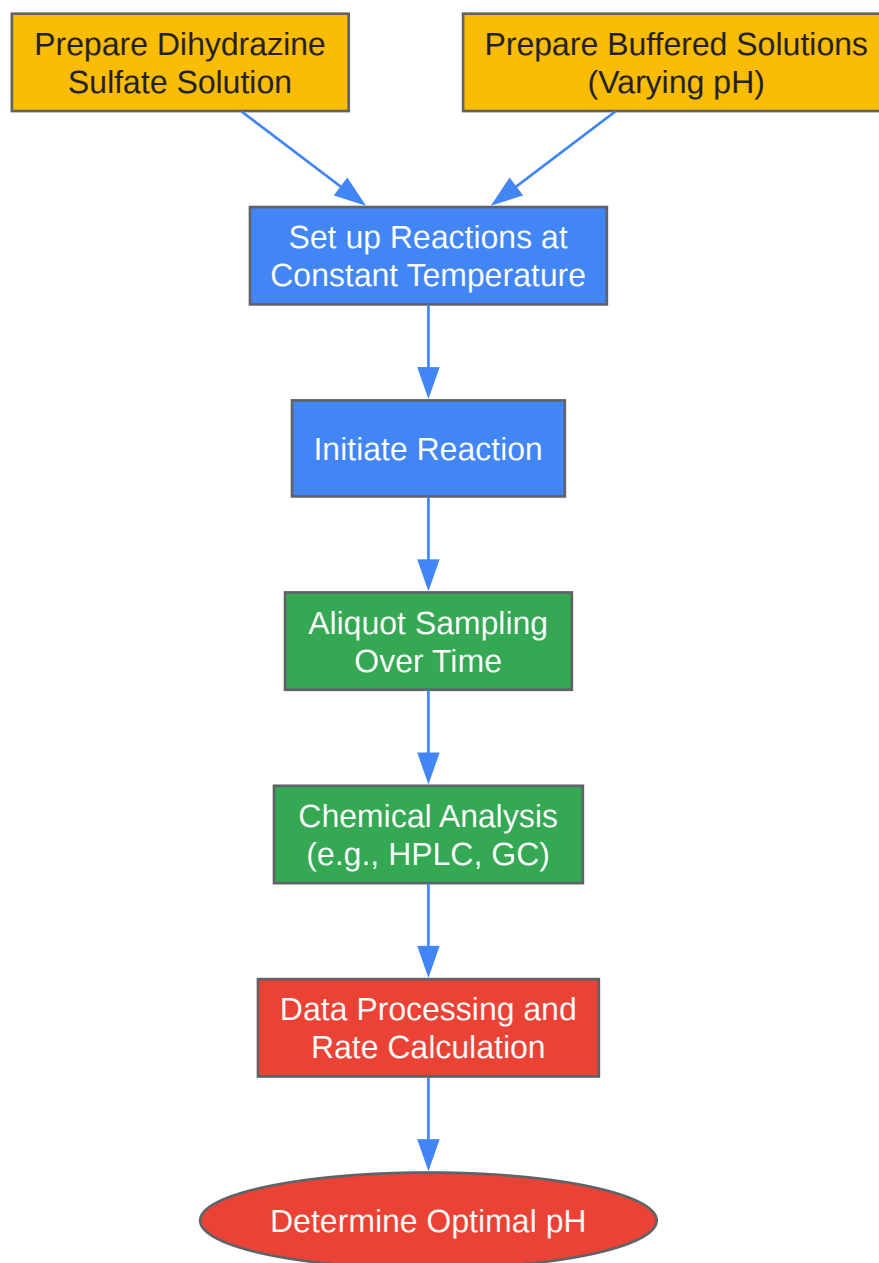 Prepare Dihydrazine
Sulfate Solution
Prepare Buffered Solutions
(Varying pH)
Set up Reactions at
Constant Temperature
Initiate Reaction
Aliquot Sampling
Over Time
Chemical Analysis
(e.g., HPLC, GC)
Data Processing and
Rate Calculation
Determine Optimal pH